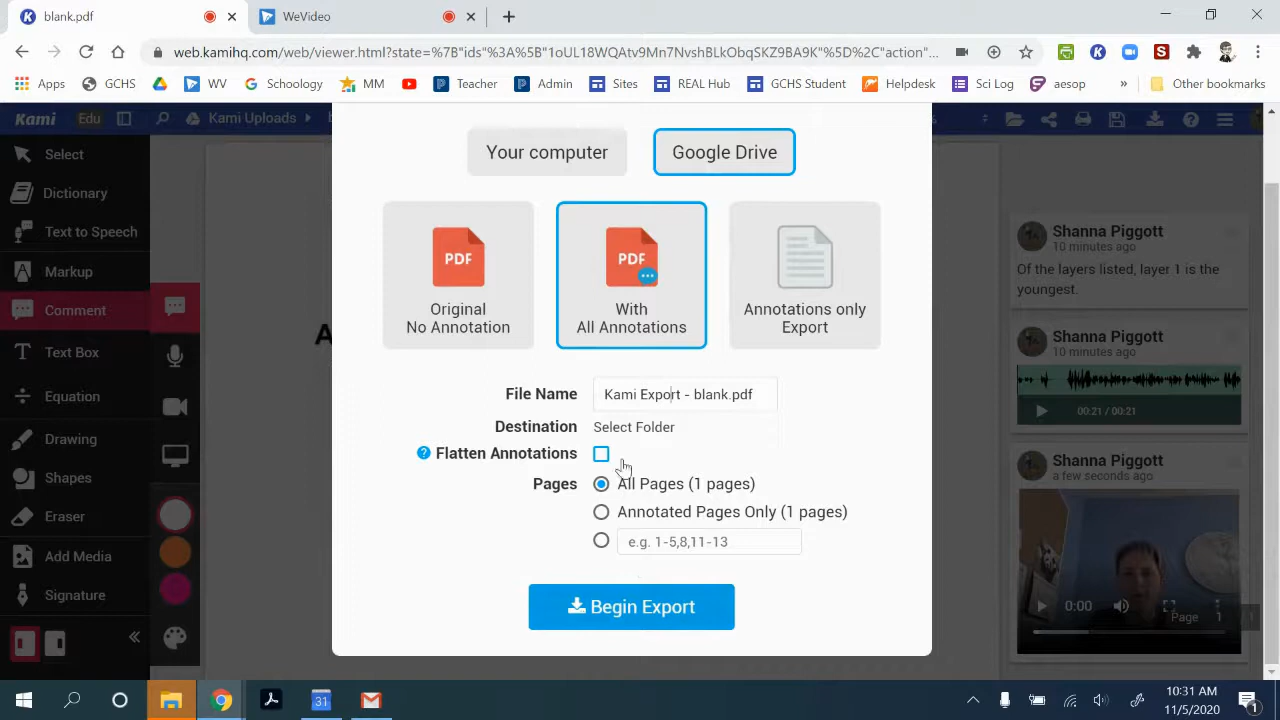 blank.pdf
WeVideo
web.kamihq.com/web/viewer.html?state=%7B"ids"%3A%5B"1oUL18WQAtv9Mn7NvshBLkObqSKZ9BA9K"%5D%2C"action"...
Apps
GCHS
WV
Schoology
MM
Teacher
Admin
Sites
REAL Hub
GCHS Student
Helpdesk
Sci Log
aesop
»
Other bookmarks
Kami
Edu
Kami Uploads
Select
Dictionary
Text to Speech
Markup
Comment
Text Box
Equation
Drawing
Shapes
Eraser
Add Media
Signature
A
Your computer
Google Drive
PDF
Original
No Annotation
PDF
With
All Annotations
Annotations only
Export
File Name
Kami Export - blank.pdf
Destination
Select Folder
? Flatten Annotations
Pages
All Pages (1 pages)
Annotated Pages Only (1 pages)
e.g. 1-5,8,11-13
Begin Export
Shanna Piggott
10 minutes ago
Of the layers listed, layer 1 is the
youngest.
Shanna Piggott
10 minutes ago
00:21 / 00:21
Shanna Piggott
a few seconds ago
0:00
Page 1
31
10:31 AM
11/5/2020
1